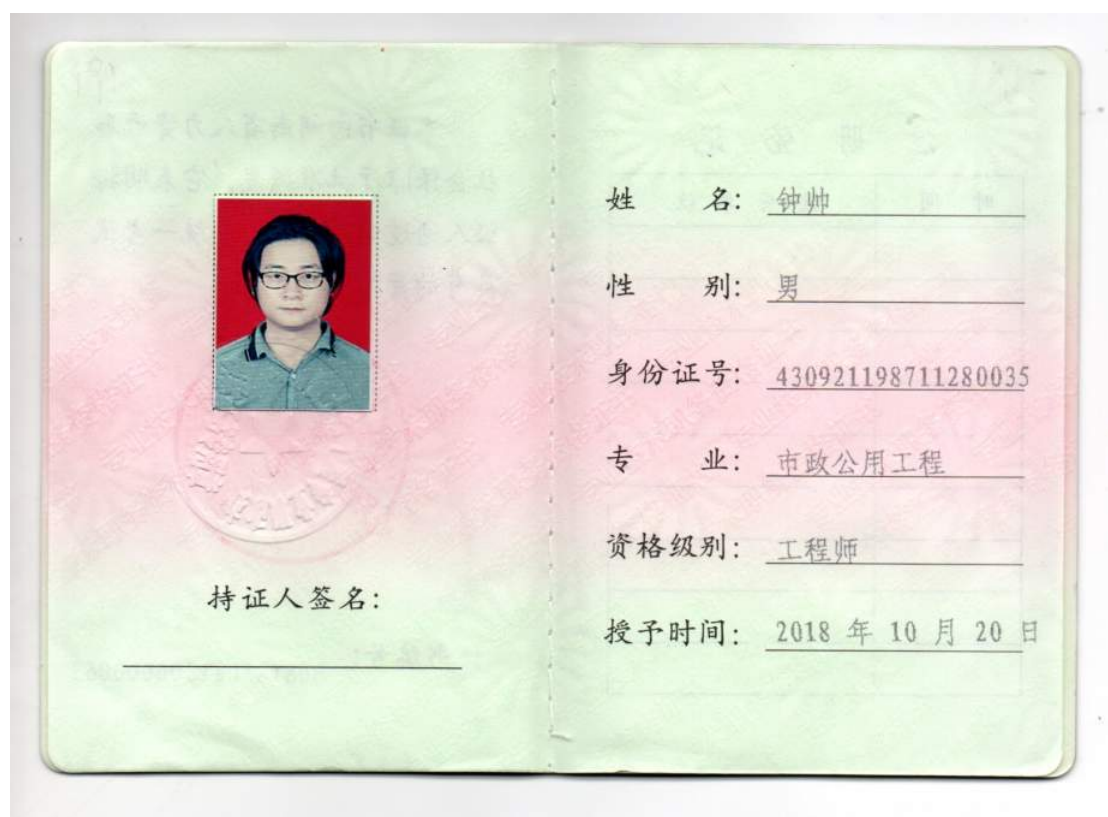 持证人签名:
姓 名: 钟帅
性 别: 男
身份证号: 430921198711280035
专 业: 市政公用工程
资格级别: 工程师
授予时间: 2018 年 10 月 20 日